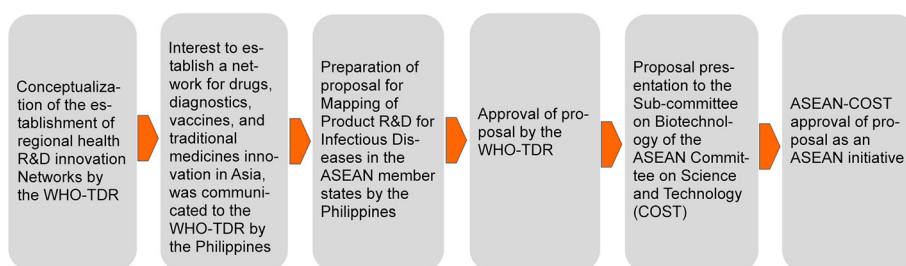 Conceptualiza-
tion of the es-
tablishment of
regional health
R&D innovation
Networks by
the WHO-TDR
Interest to es-
tablish a net-
work for drugs,
diagnostics,
vaccines, and
traditional
medicines inno-
vation in Asia,
was communi-
cated to the
WHO-TDR by
the Philippines
Preparation of
proposal for
Mapping of
Product R&D for
Infectious Dis-
eases in the
ASEAN member
states by the
Philippines
Approval of pro-
posal by the
WHO-TDR
Proposal pres-
entation to the
Sub-committee
on Biotechnol-
ogy of the
ASEAN Commit-
tee on Science
and Technology
(COST)
ASEAN-COST
approval of pro-
posal as an
ASEAN initiative